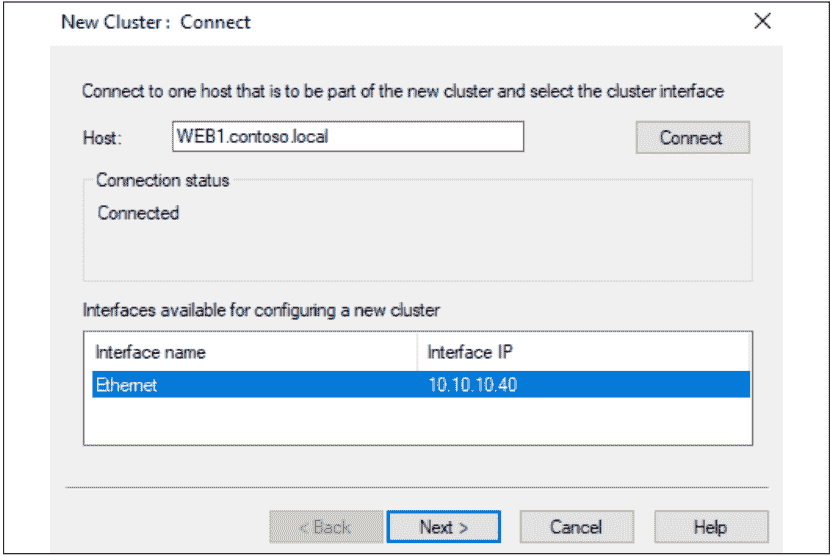 New Cluster: Connect
Connect to one host that is to be part of the new cluster and select the cluster interface
Host: WEB1.contoso.local Connect
Connection status
Connected
Interfaces available for configuring a new cluster
Interface name Interface IP
Ethernet 10.10.10.40
< Back Next > Cancel Help